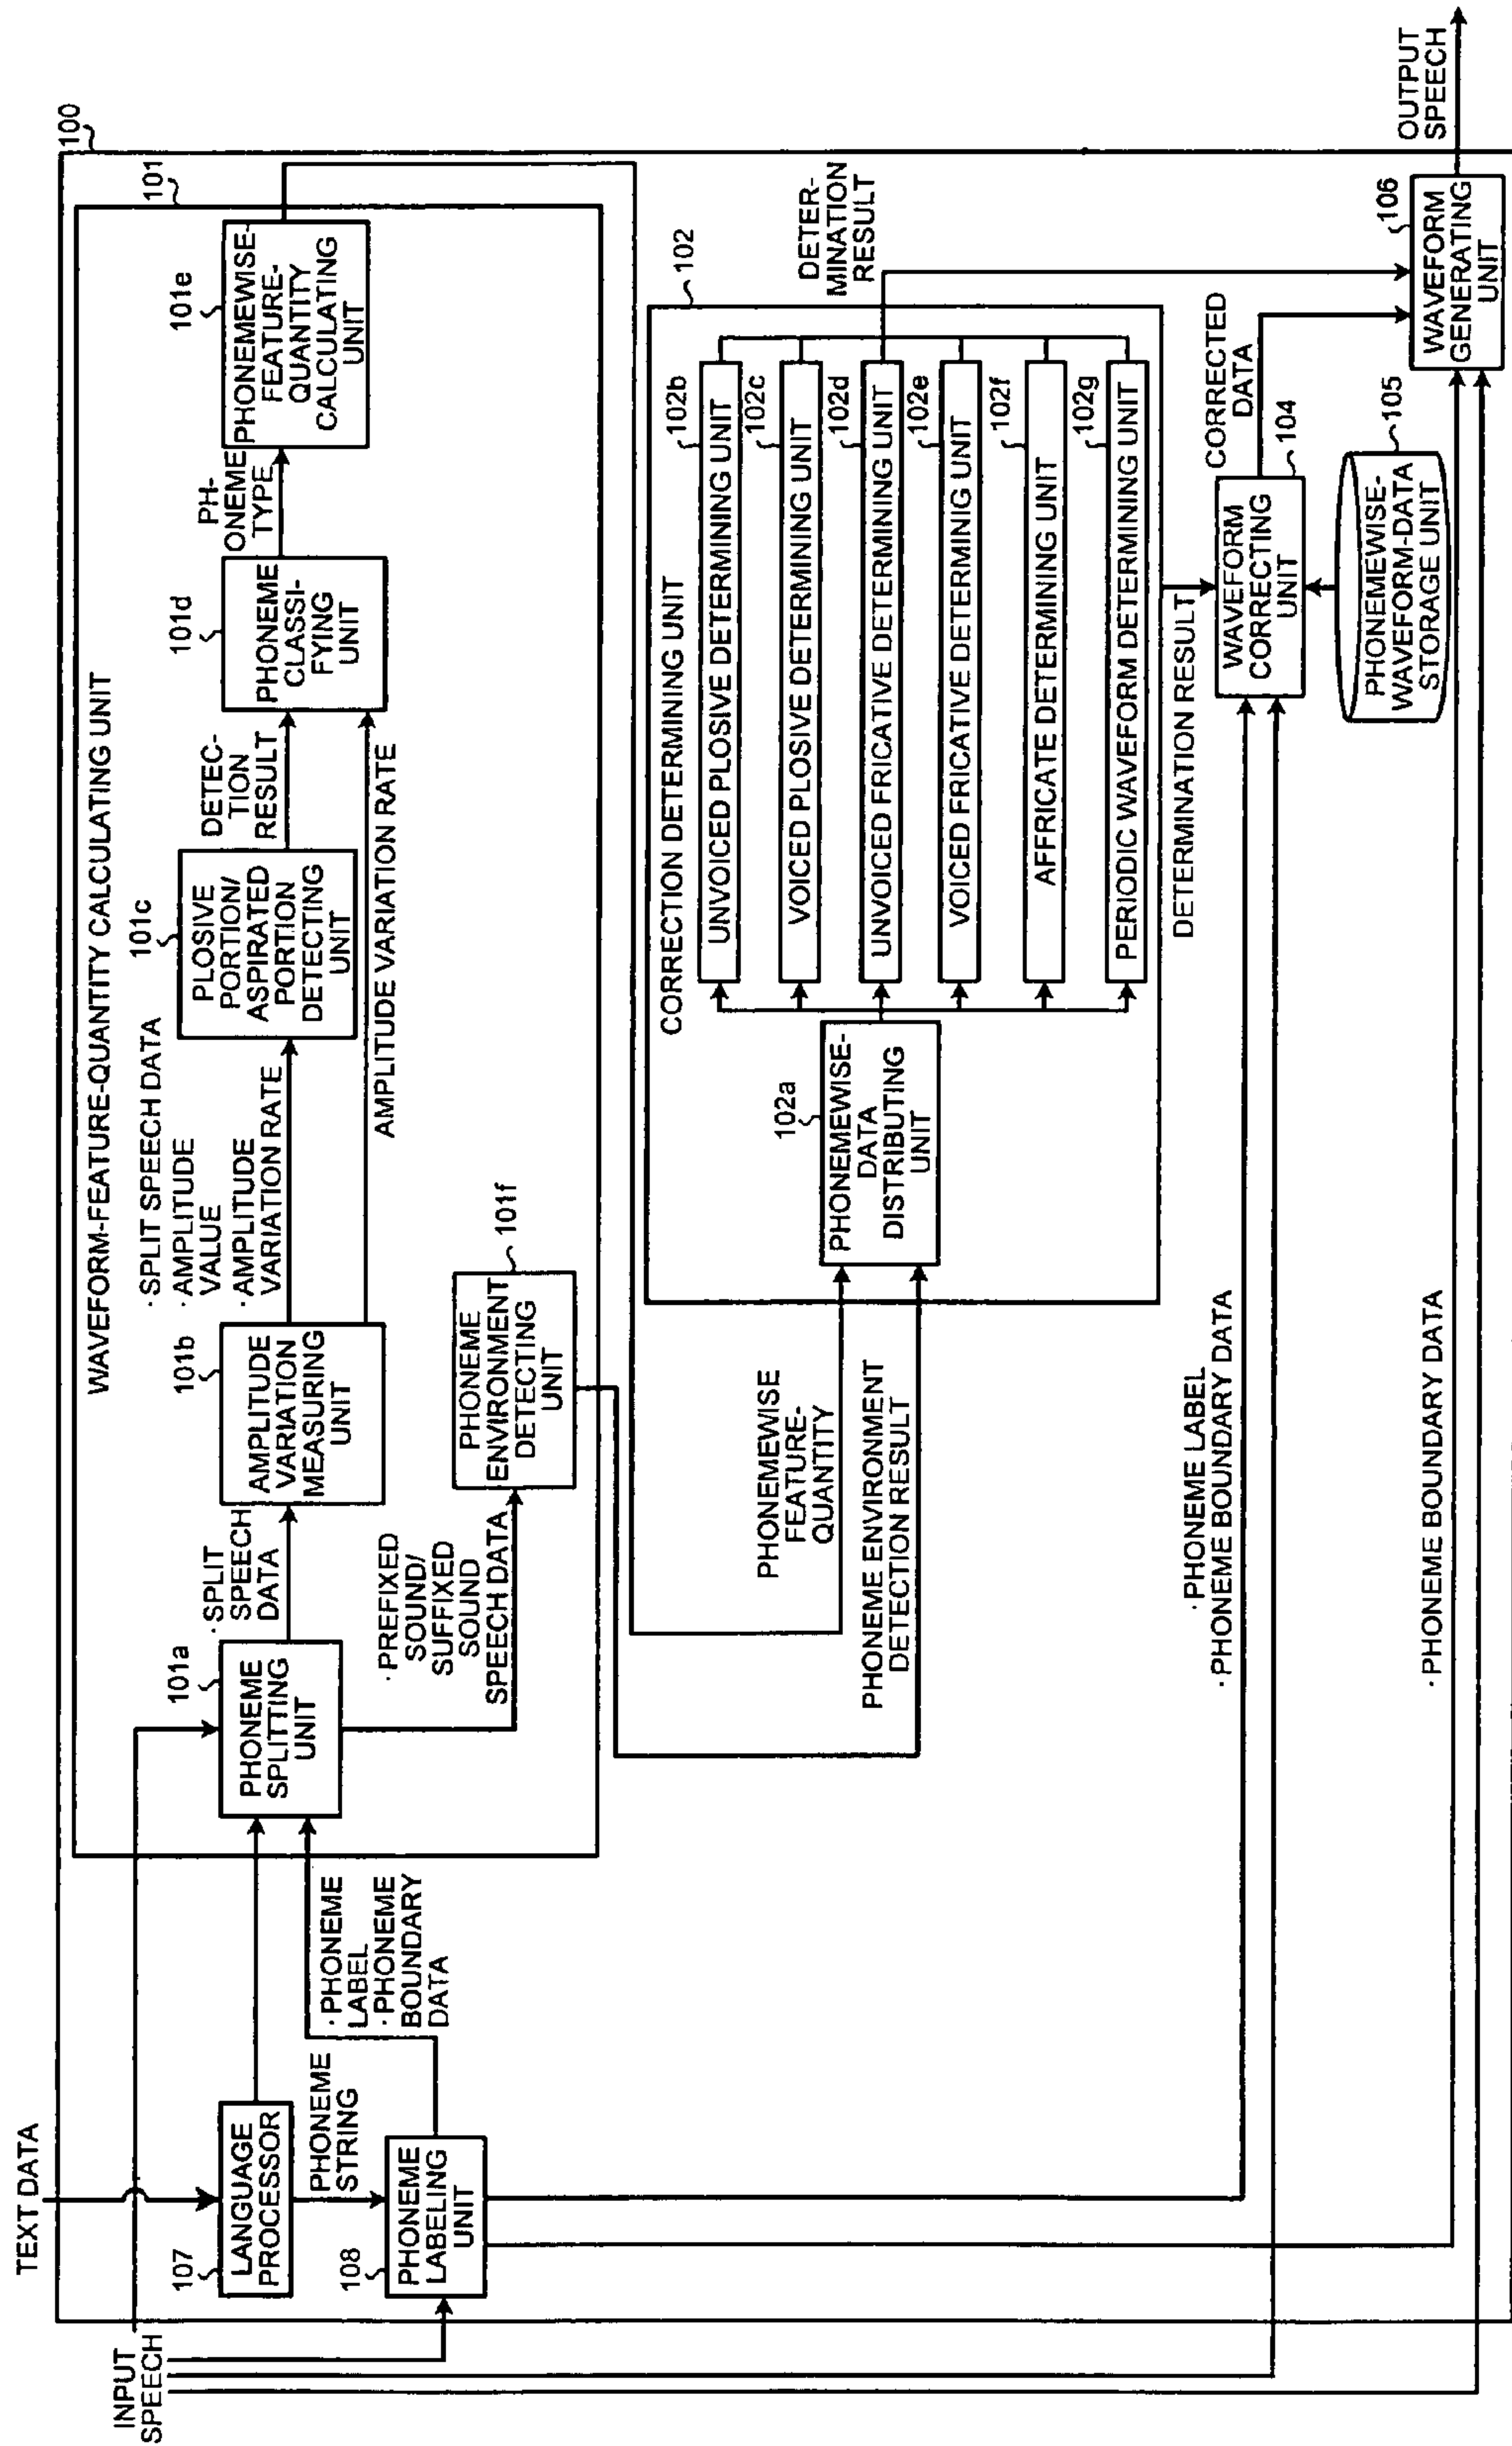 TEXT DATA
INPUT
SPEECH
100
WAVEFORM-FEATURE-QUANTITY CALCULATING UNIT
101
107
LANGUAGE
PROCESSOR
PHONEME
STRING
108
PHONEME
LABELING
UNIT
· PHONEME
LABEL
· PHONEME
BOUNDARY
DATA
101a
PHONEME
SPLITTING
UNIT
· SPLIT
SPEECH
DATA
· PREFIXED
SOUND/
SUFFIXED
SOUND
SPEECH DATA
101b
AMPLITUDE
VARIATION
MEASURING
UNIT
· SPLIT SPEECH DATA
· AMPLITUDE
VALUE
· AMPLITUDE
VARIATION RATE
AMPLITUDE VARIATION RATE
101f
PHONEME
ENVIRONMENT
DETECTING
UNIT
101c
PLOSIVE
PORTION/
ASPIRATED
PORTION
DETECTING
UNIT
DETEC-
TION
RESULT
101d
PHONEME
CLASSI-
FYING
UNIT
PH-
ONEME
TYPE
101e
PHONEMEWISE-
FEATURE-
QUANTITY
CALCULATING
UNIT
PHONEMEWISE
FEATURE-
QUANTITY
PHONEME ENVIRONMENT
DETECTION RESULT
CORRECTION DETERMINING UNIT
102
102a
PHONEMEWISE-
DATA
DISTRIBUTING
UNIT
102b
UNVOICED PLOSIVE DETERMINING UNIT
102c
VOICED PLOSIVE DETERMINING UNIT
102d
UNVOICED FRICATIVE DETERMINING UNIT
102e
VOICED FRICATIVE DETERMINIG UNIT
102f
AFFRICATE DETERMINING UNIT
102g
PERIODIC WAVEFORM DETERMINING UNIT
DETER-
MINATION
RESULT
DETERMINATION RESULT
· PHONEME LABEL
· PHONEME BOUNDARY DATA
WAVEFORM
CORRECTING
UNIT
104
CORRECTED
DATA
PHONEMEWISE-
WAVEFORM-DATA
STORAGE UNIT
105
· PHONEME BOUNDARY DATA
106
WAVEFORM
GENERATING
UNIT
OUTPUT
SPEECH